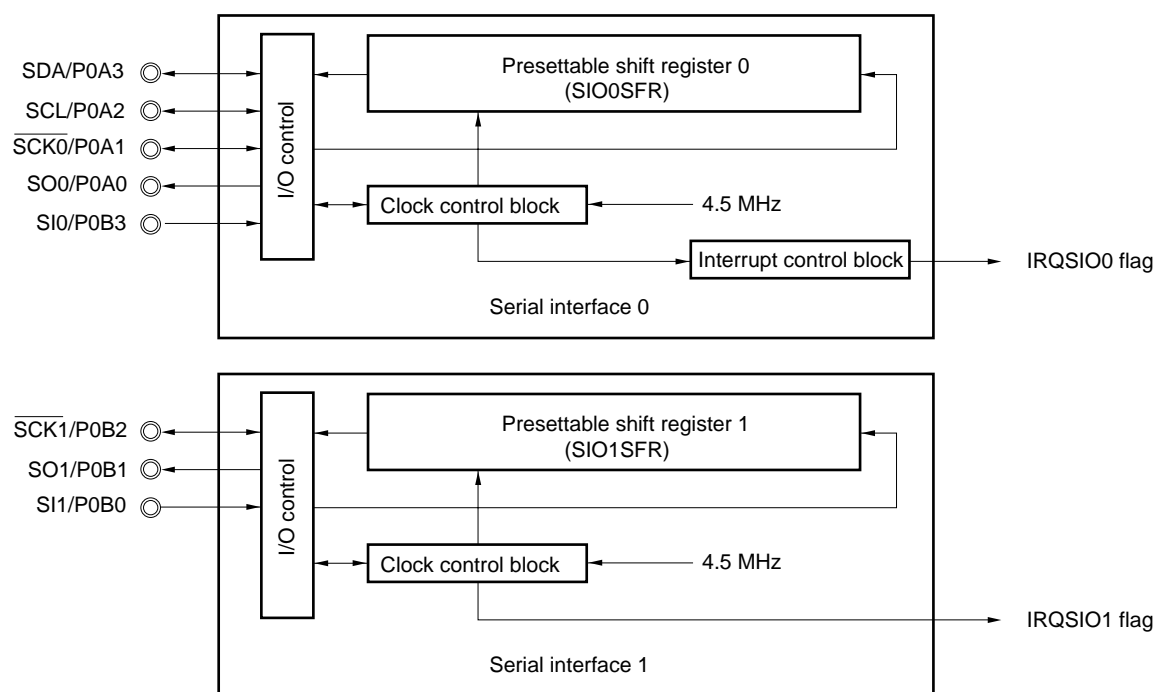 SDA/P0A3
SCL/P0A2
SCK0/P0A1
SO0/P0A0
SI0/P0B3
I/O control
Presettable shift register 0
(SIO0SFR)
Clock control block
4.5 MHz
Interrupt control block
IRQSIO0 flag
Serial interface 0
SCK1/P0B2
SO1/P0B1
SI1/P0B0
I/O control
Presettable shift register 1
(SIO1SFR)
Clock control block
4.5 MHz
IRQSIO1 flag
Serial interface 1